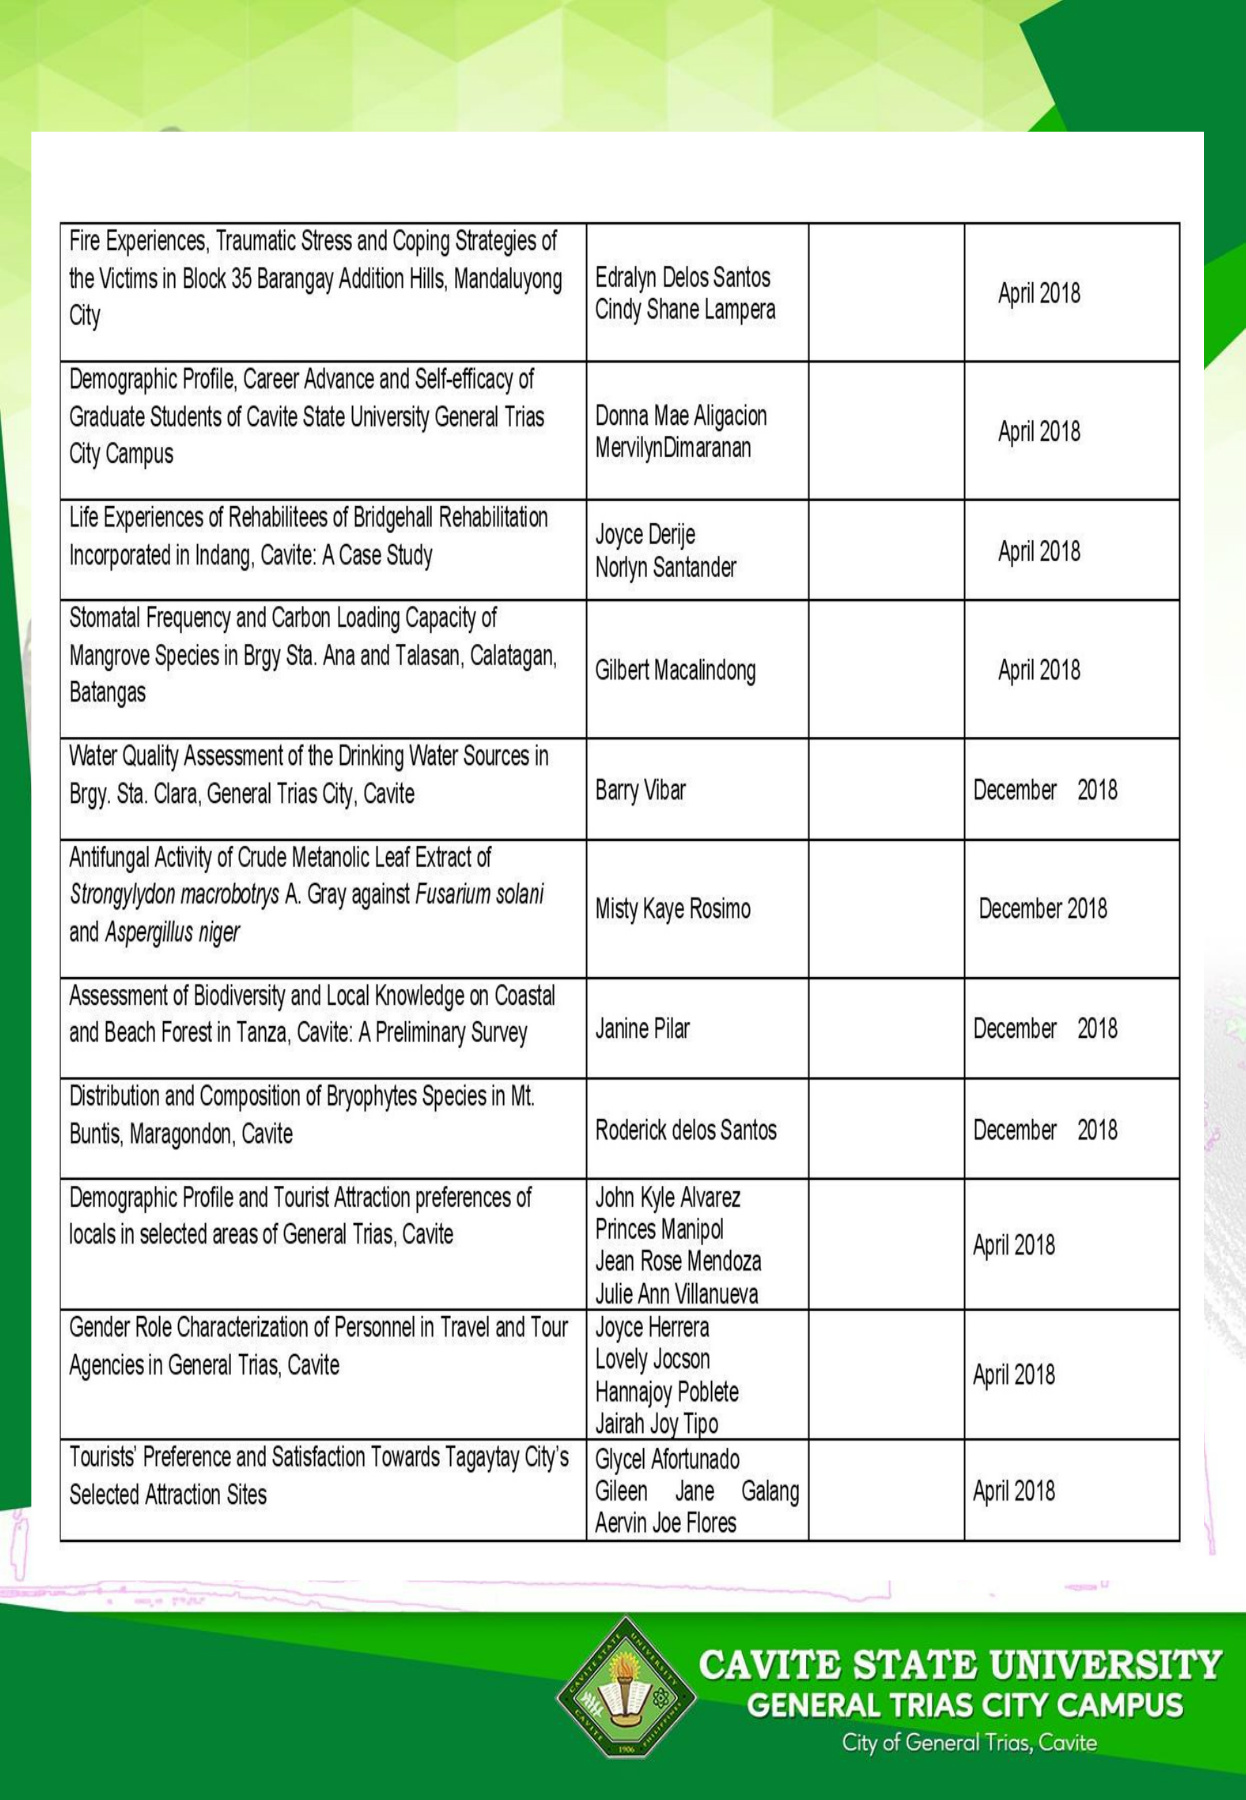 Fire Experiences, Traumatic Stress and Coping Strategies of
the Victims in Block 35 Barangay Addition Hills, Mandaluyong
City
Edralyn Delos Santos
Cindy Shane Lampera
April 2018
Demographic Profile, Career Advance and Self-efficacy of
Graduate Students of Cavite State University General Trias
City Campus
Donna Mae Aligacion
MervilynDimaranan
April 2018
Life Experiences of Rehabilitees of Bridgehall Rehabilitation
Incorporated in Indang, Cavite: A Case Study
Joyce Derije
Norlyn Santander
April 2018
Stomatal Frequency and Carbon Loading Capacity of
Mangrove Species in Brgy Sta. Ana and Talasan, Calatagan,
Batangas
Gilbert Macalindong
April 2018
Water Quality Assessment of the Drinking Water Sources in
Brgy. Sta. Clara, General Trias City, Cavite
Barry Vibar
December 2018
Antifungal Activity of Crude Metanolic Leaf Extract of
Strongylydon macrobotrys A. Gray against Fusarium solani
and Aspergillus niger
Misty Kaye Rosimo
December 2018
Assessment of Biodiversity and Local Knowledge on Coastal
and Beach Forest in Tanza, Cavite: A Preliminary Survey
Janine Pilar
December 2018
Distribution and Composition of Bryophytes Species in Mt.
Buntis, Maragondon, Cavite
Roderick delos Santos
December 2018
Demographic Profile and Tourist Attraction preferences of
locals in selected areas of General Trias, Cavite
John Kyle Alvarez
Princes Manipol
Jean Rose Mendoza
Julie Ann Villanueva
April 2018
Gender Role Characterization of Personnel in Travel and Tour
Agencies in General Trias, Cavite
Joyce Herrera
Lovely Jocson
Hannajoy Poblete
Jairah Joy Tipo
April 2018
Tourists’ Preference and Satisfaction Towards Tagaytay City’s
Selected Attraction Sites
Glycel Afortunado
Gileen Jane Galang
Aervin Joe Flores
April 2018
CAVITE STATE UNIVERSITY
CAVITE
PHILIPPINES
1906
CAVITE STATE UNIVERSITY
GENERAL TRIAS CITY CAMPUS
City of General Trias, Cavite